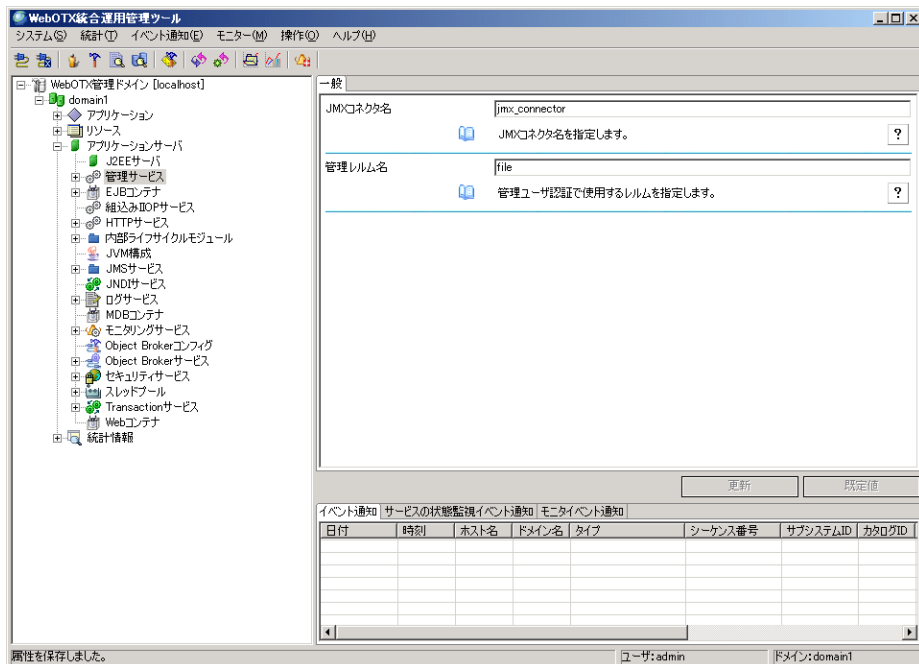 WebOTX統合運用管理ツール
システム(S) 統計(T) イベント通知(E) モニター(M) 操作(O) ヘルプ(H)
WebOTX管理ドメイン [localhost]
domain1
アプリケーション
リソース
アプリケーションサーバ
J2EEサーバ
管理サービス
EJBコンテナ
組込みIIOPサービス
HTTPサービス
内部ライフサイクルモジュール
JVM構成
JMSサービス
JNDIサービス
ログサービス
MDBコンテナ
モニタリングサービス
Object Brokerコンフィグ
Object Brokerサービス
セキュリティサービス
スレッドプール
Transactionサービス
Webコンテナ
統計情報
一般
JMXコネクタ名 jmx_connector
JMXコネクタ名を指定します。 ?
管理レルム名 file
管理ユーザ認証で使用するレルムを指定します。 ?
更新 既定値
イベント通知 サービスの状態監視イベント通知 モニタイベント通知
日付 時刻 ホスト名 ドメイン名 タイプ シーケンス番号 サブシステムID カタログID
属性を保存しました。 ユーザ:admin ドメイン:domain1